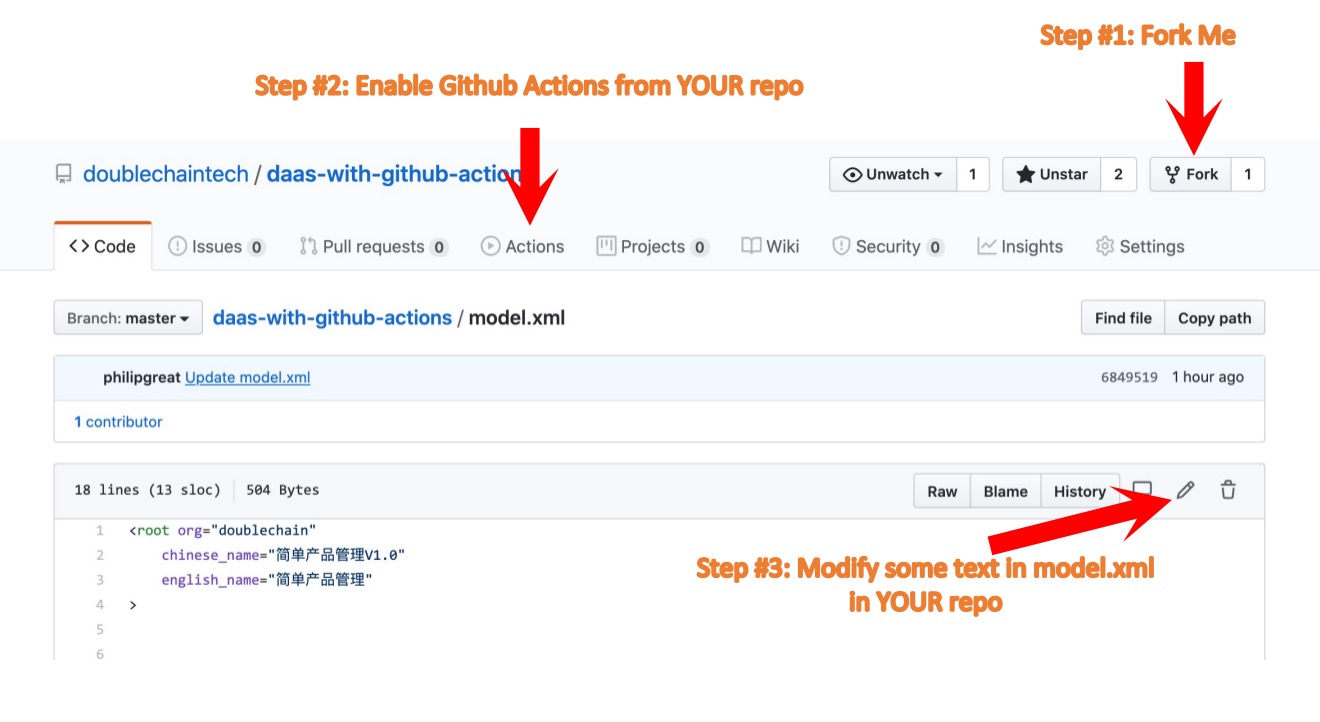 Step #1: Fork Me
Step #2: Enable Github Actions from YOUR repo
doublechaintech / daas-with-github-action
Unwatch 1 Unstar 2 Fork 1
Code Issues 0 Pull requests 0 Actions Projects 0 Wiki Security 0 Insights Settings
Branch: master daas-with-github-actions / model.xml Find file Copy path
philipgreat Update model.xml 6849519 1 hour ago
1 contributor
18 lines (13 sloc) 504 Bytes Raw Blame History
1 <root org="doublechain"
2 chinese_name="简单产品管理V1.0"
3 english_name="简单产品管理"
4 >
5
6
Step #3: Modify some text in model.xml
in YOUR repo